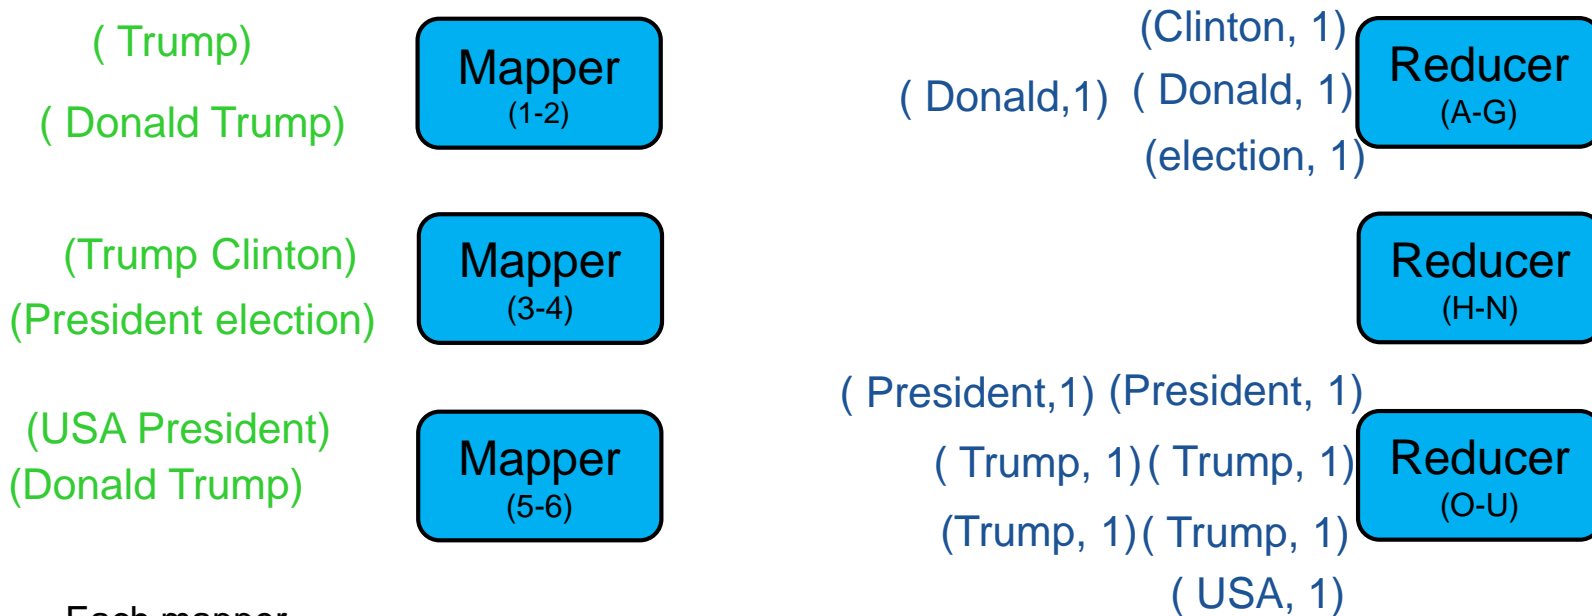 ( Trump)
( Donald Trump)
Mapper
(1-2)
(Clinton, 1)
( Donald,1) ( Donald, 1)
(election, 1)
Reducer
(A-G)
(Trump Clinton)
(President election)
Mapper
(3-4)
Reducer
(H-N)
(USA President)
(Donald Trump)
Mapper
(5-6)
( President,1) (President, 1)
( Trump, 1) ( Trump, 1)
(Trump, 1) ( Trump, 1)
( USA, 1)
Reducer
(O-U)
Each mapper